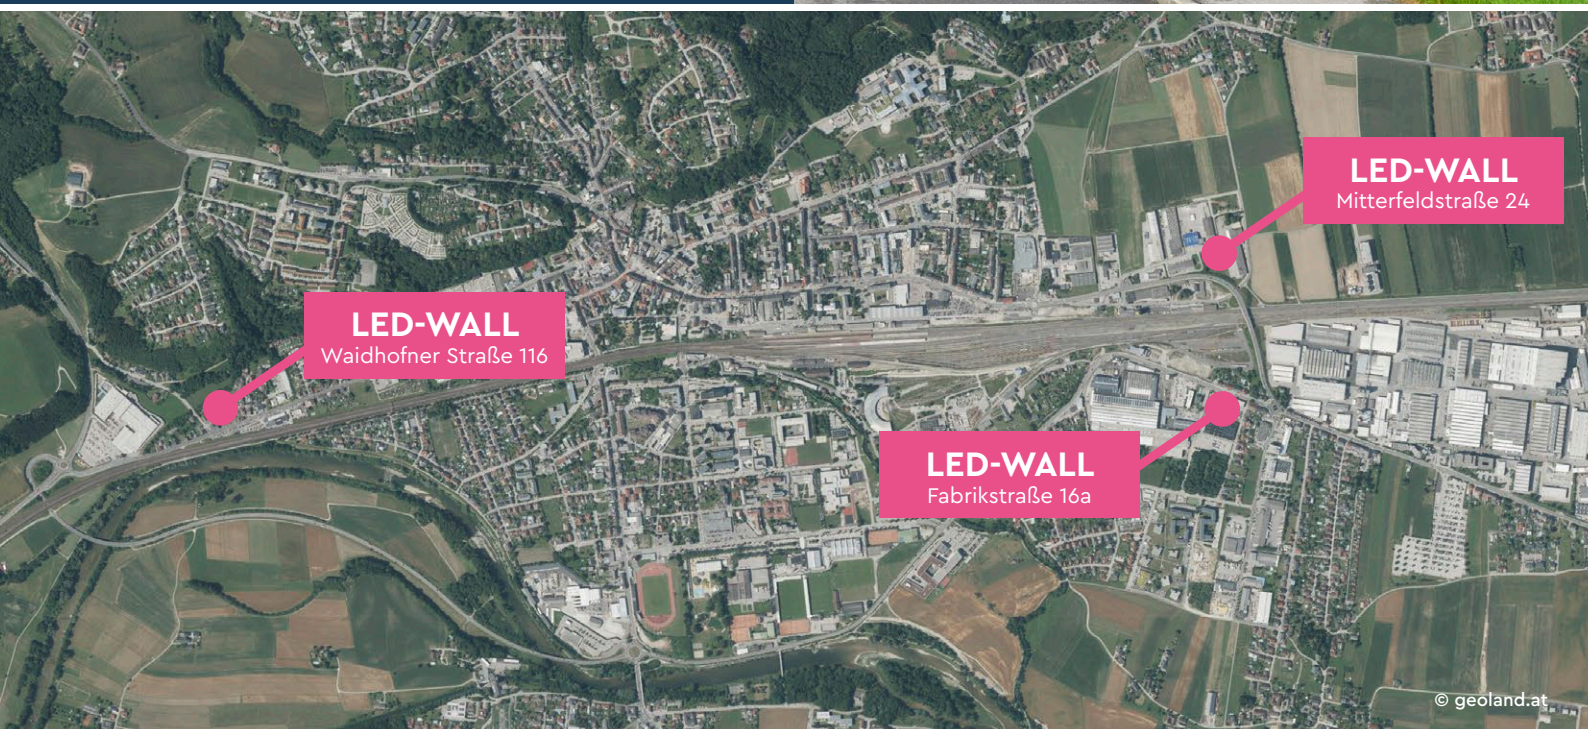 LED-WALL
Mitterfeldstraße 24
LED-WALL
Waidhofner Straße 116
LED-WALL
Fabrikstraße 16a
© geoland.at